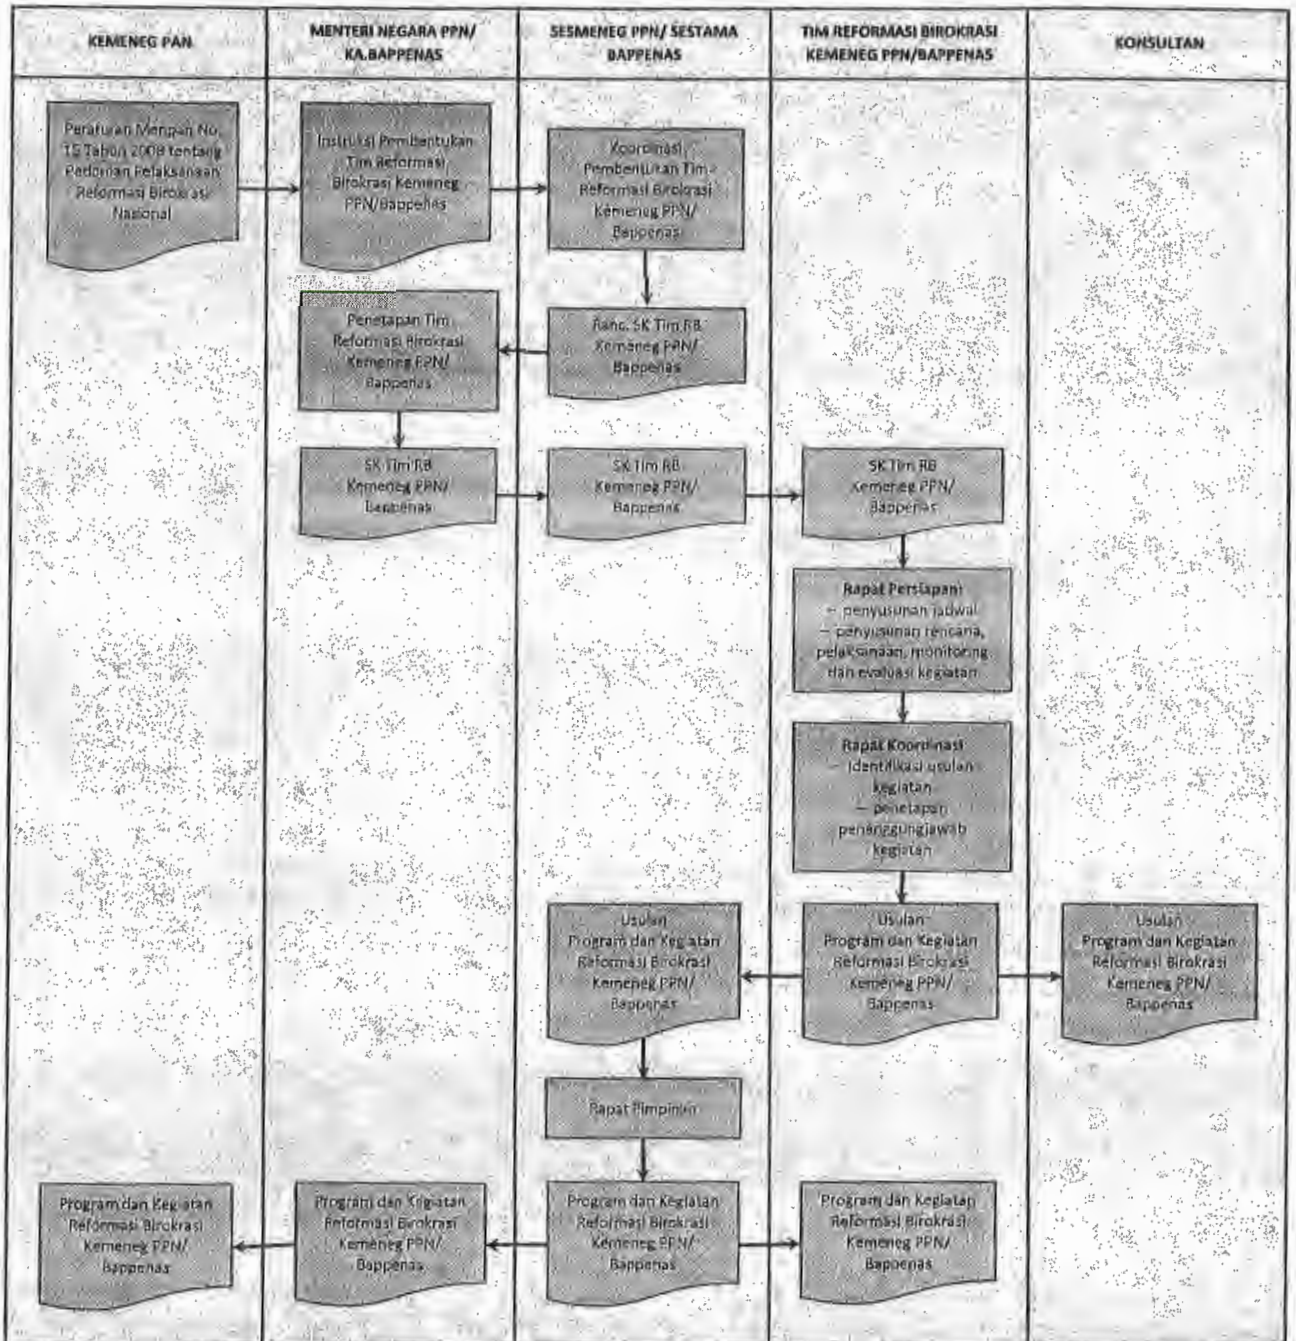 KEMENEG PAN
MENTERI NEGARA PPN/
KA.BAPPENAS
SESMENEG PPN/ SESTAMA
BAPPENAS
TIM REFORMASI BIROKRASI
KEMENEG PPN/BAPPENAS
KONSULTAN
Peraturan Menpan No.
15 Tahun 2008 tentang
Pedoman Pelaksanaan
Reformasi Birokrasi
Nasional
Instruksi Pembentukan
Tim Reformasi
Birokrasi Kemeneg
PPN/Bappenas
Koordinasi
Pembentukan Tim
Reformasi Birokrasi
Kemeneg PPN/
Bappenas
Penetapan Tim
Reformasi Birokrasi
Kemeneg PPN/
Bappenas
Ranc. SK Tim RB
Kemeneg PPN/
Bappenas
SK Tim RB
Kemeneg PPN/
Bappenas
SK Tim RB
Kemeneg PPN/
Bappenas
SK Tim RB
Kemeneg PPN/
Bappenas
Rapat Persiapan:
– penyusunan jadwal
– penyusunan rencana,
pelaksanaan, monitoring
dan evaluasi kegiatan
Rapat Koordinasi
– identifikasi usulan
kegiatan
– penetapan
penanggungjawab
kegiatan
Usulan
Program dan Kegiatan
Reformasi Birokrasi
Kemeneg PPN/
Bappenas
Usulan
Program dan Kegiatan
Reformasi Birokrasi
Kemeneg PPN/
Bappenas
Usulan
Program dan Kegiatan
Reformasi Birokrasi
Kemeneg PPN/
Bappenas
Rapat Pimpinan
Program dan Kegiatan
Reformasi Birokrasi
Kemeneg PPN/
Bappenas
Program dan Kegiatan
Reformasi Birokrasi
Kemeneg PPN/
Bappenas
Program dan Kegiatan
Reformasi Birokrasi
Kemeneg PPN/
Bappenas
Program dan Kegiatan
Reformasi Birokrasi
Kemeneg PPN/
Bappenas